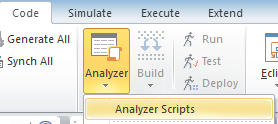 Code Simulate Execute Extend
Generate All
Synch All
Analyzer
Build
Run
Test
Deploy
Analyzer Scripts